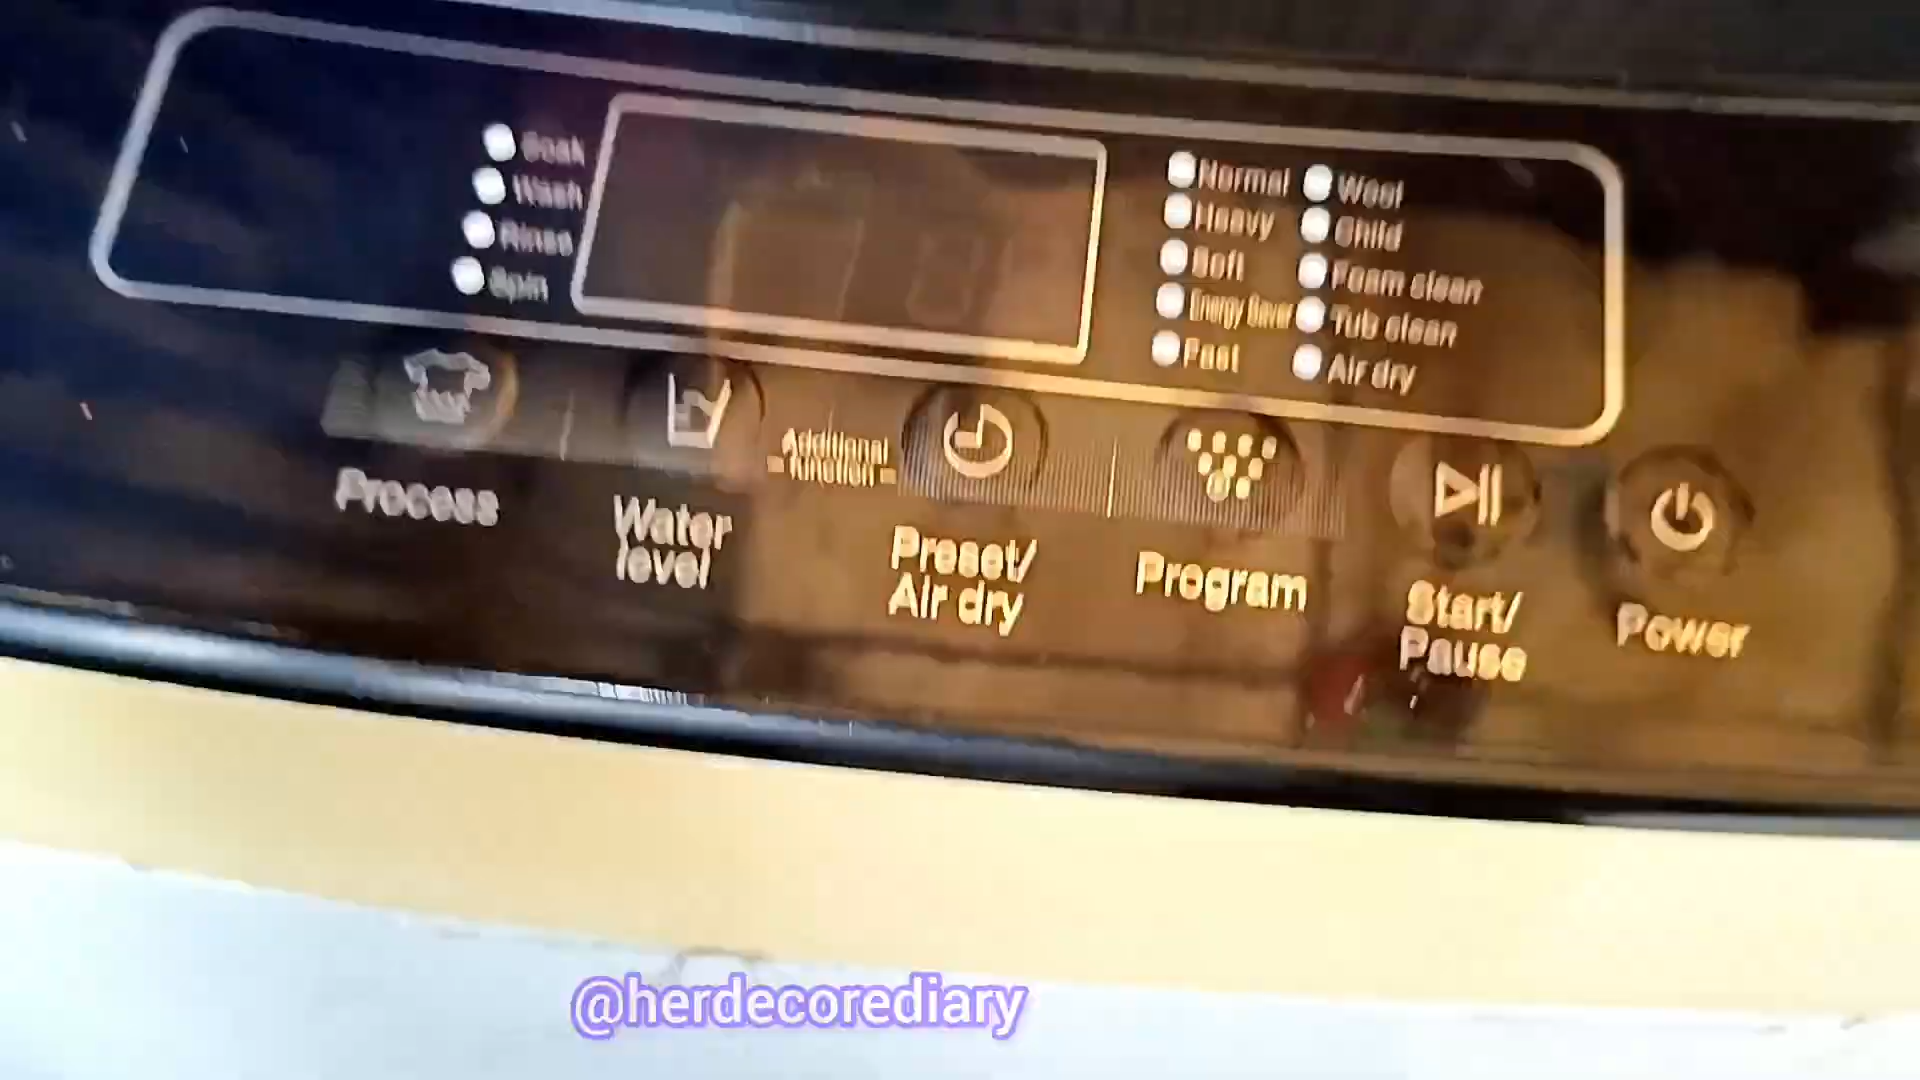 Soak
Wash
Rinse
Spin
Normal
Heavy
Soft
Energy Saver
Fast
Wool
Child
Foam clean
Tub clean
Air dry
Process
Water
level
Additional
function
Preset/
Air dry
Program
Start/
Pause
Power
@herdecorediary